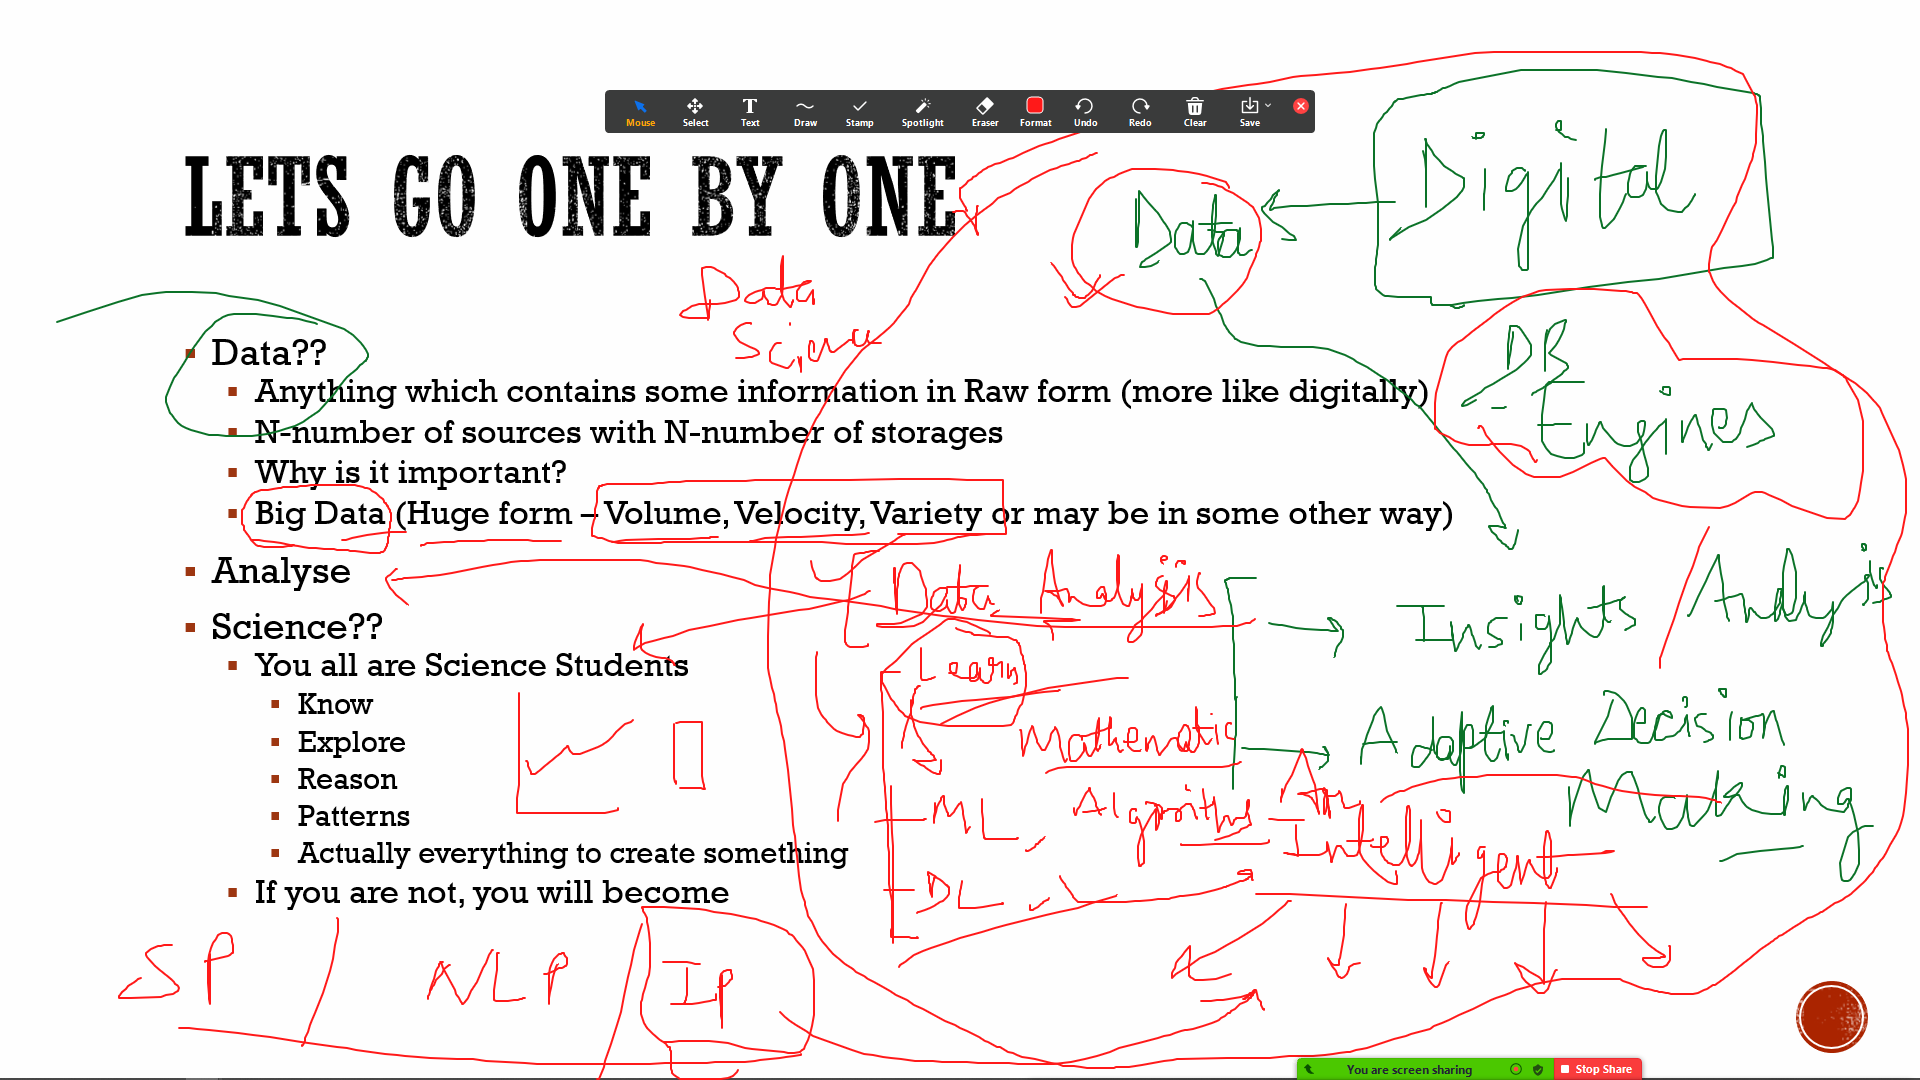 Mouse Select Text Draw Stamp Spotlight Eraser Format Undo Redo Clear Save
LETS GO ONE BY ONE
Digital
Data
Data
Science
DB
Engines
Data??
Anything which contains some information in Raw form (more like digitally)
N-number of sources with N-number of storages
Why is it important?
Big Data (Huge form – Volume, Velocity, Variety or may be in some other way)
Analyse
Data Analysis
Insights / Analysis
Science??
You all are Science Students
Learn
Know
Explore
Reason
Patterns
Actually everything to create something
If you are not, you will become
Mathematic
Adaptive Decision
Making
ML, Algorithms
Intelligent
DL,
SP NLP IP
You are screen sharing Stop Share